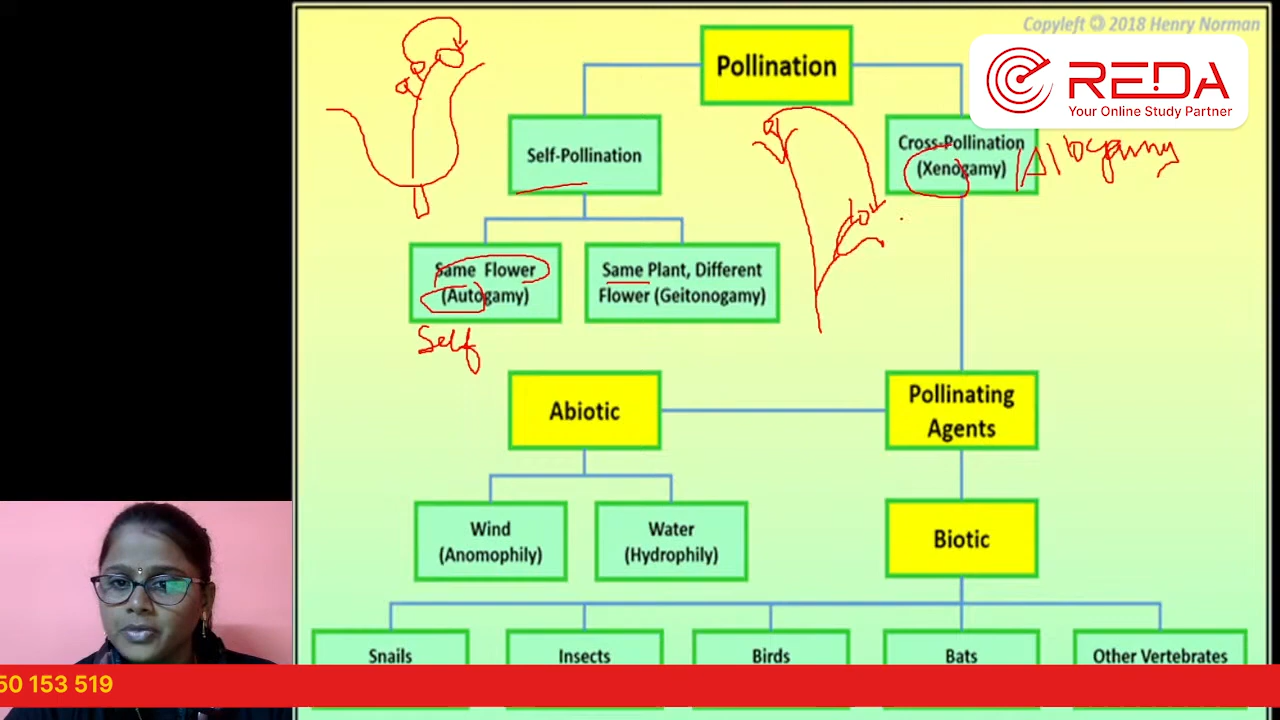 Copyleft 2018 Henry Norman
REDA
Your Online Study Partner
Pollination
Self-Pollination
Cross-Pollination
(Xenogamy)
Allogamy
Same Flower
(Autogamy)
Same Plant, Different
Flower (Geitonogamy)
Self
Abiotic
Pollinating
Agents
Wind
(Anomophily)
Water
(Hydrophily)
Biotic
Snails
Insects
Birds
Bats
Other Vertebrates
50 153 519